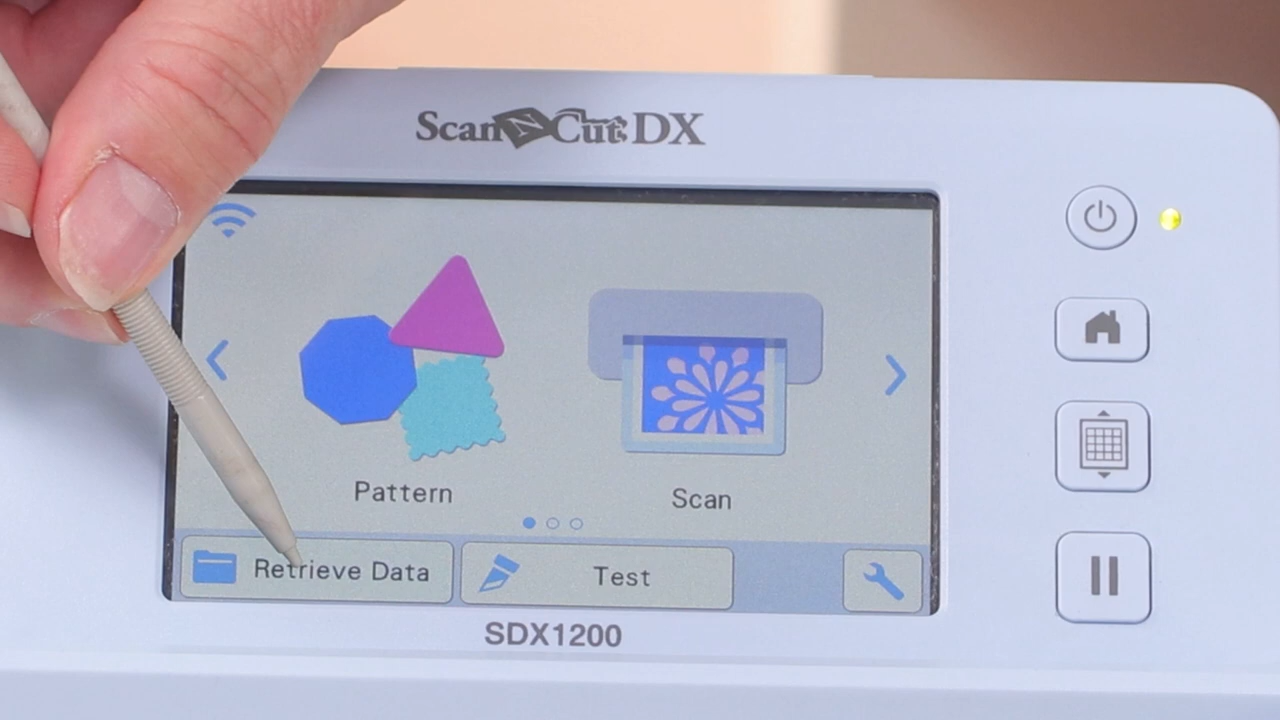 ScanNCut DX
Pattern
Scan
Retrieve Data
Test
SDX1200